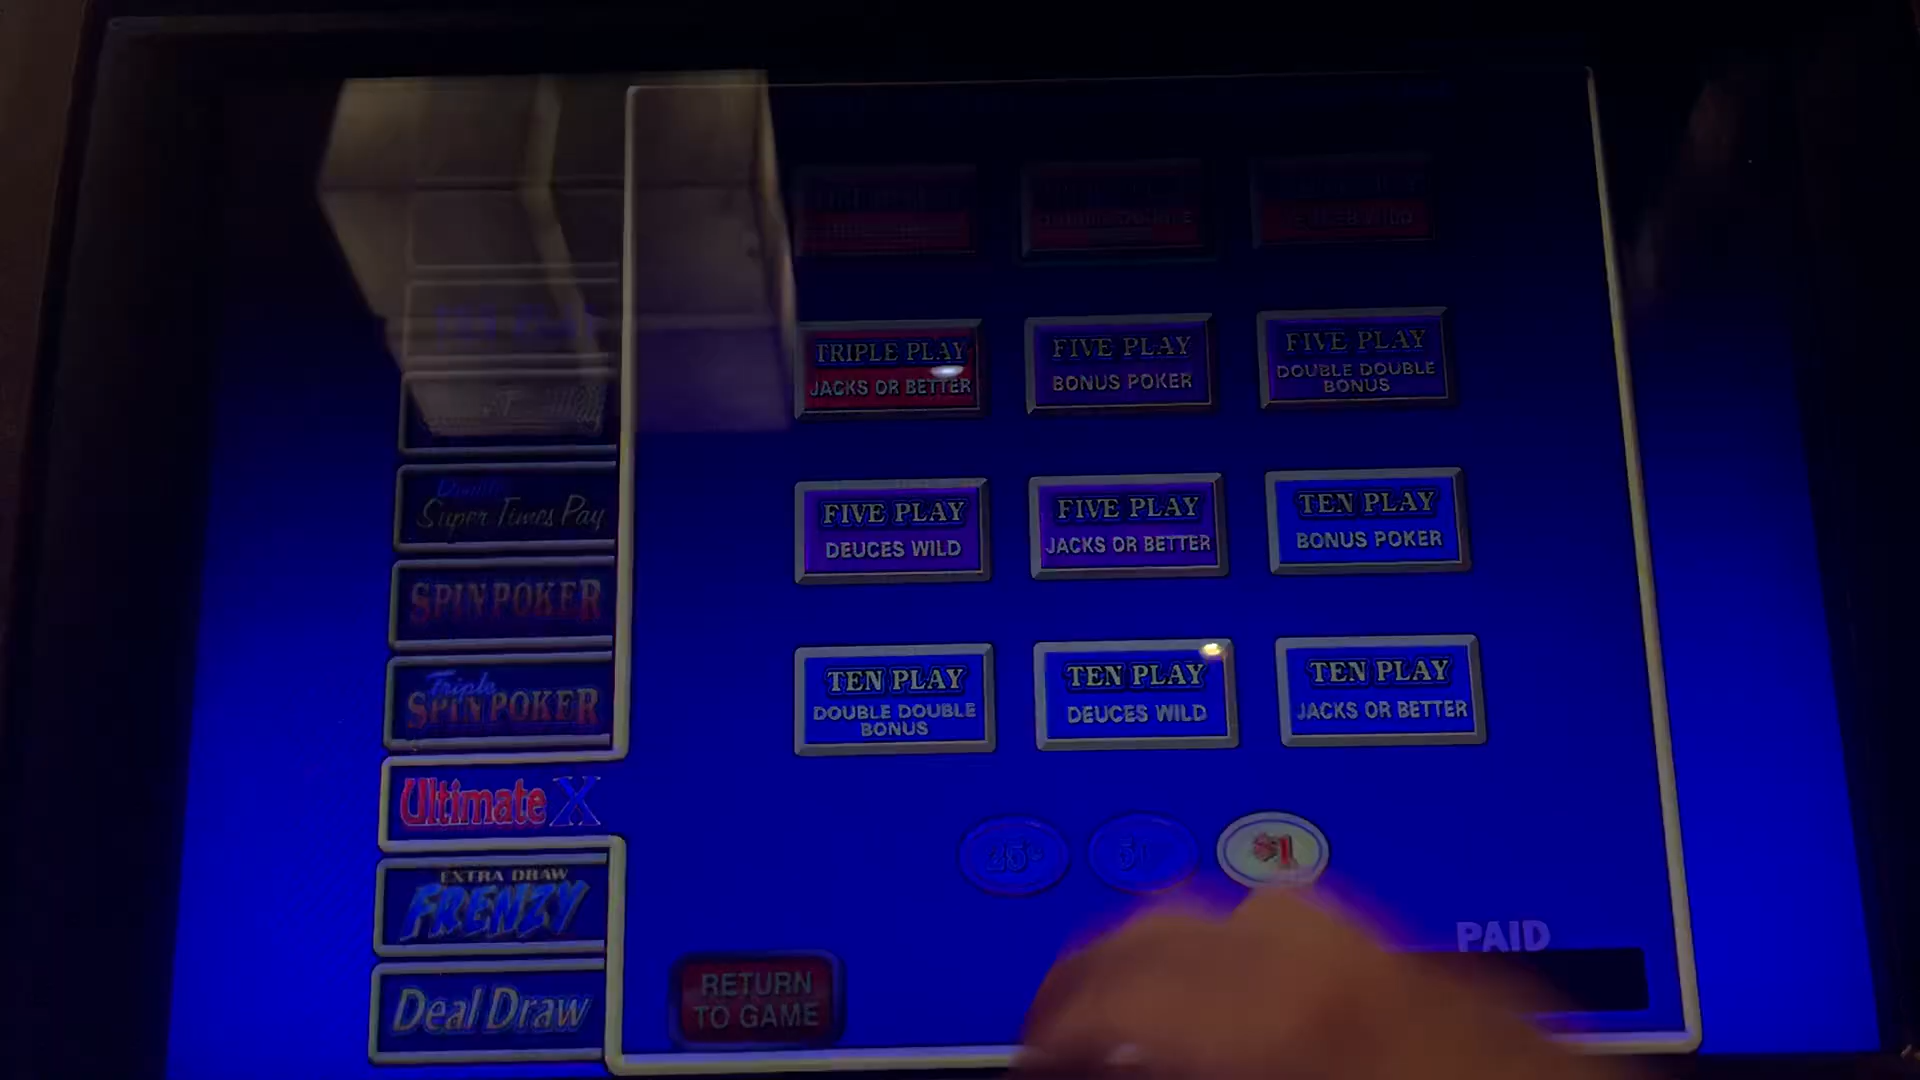 TRIPLE PLAY
JACKS OR BETTER
FIVE PLAY
BONUS POKER
FIVE PLAY
DOUBLE DOUBLE
BONUS
FIVE PLAY
DEUCES WILD
FIVE PLAY
JACKS OR BETTER
TEN PLAY
BONUS POKER
TEN PLAY
DOUBLE DOUBLE
BONUS
TEN PLAY
DEUCES WILD
TEN PLAY
JACKS OR BETTER
Super Times Pay
SPIN POKER
Triple
SPIN POKER
Ultimate X
EXTRA DRAW
FRENZY
Deal Draw
$1
PAID
RETURN
TO GAME